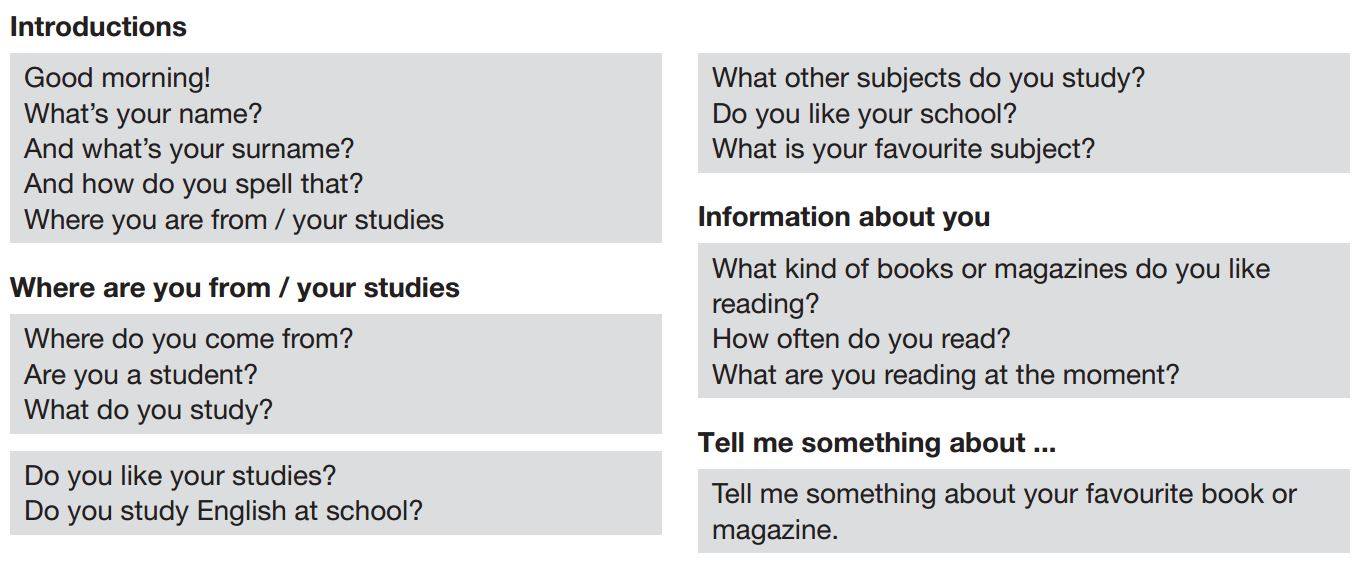 Introductions
Good morning!
What's your name?
And what's your surname?
And how do you spell that?
Where you are from / your studies
Where are you from / your studies
Where do you come from?
Are you a student?
What do you study?
Do you like your studies?
Do you study English at school?
What other subjects do you study?
Do you like your school?
What is your favourite subject?
Information about you
What kind of books or magazines do you like
reading?
How often do you read?
What are you reading at the moment?
Tell me something about ...
Tell me something about your favourite book or
magazine.